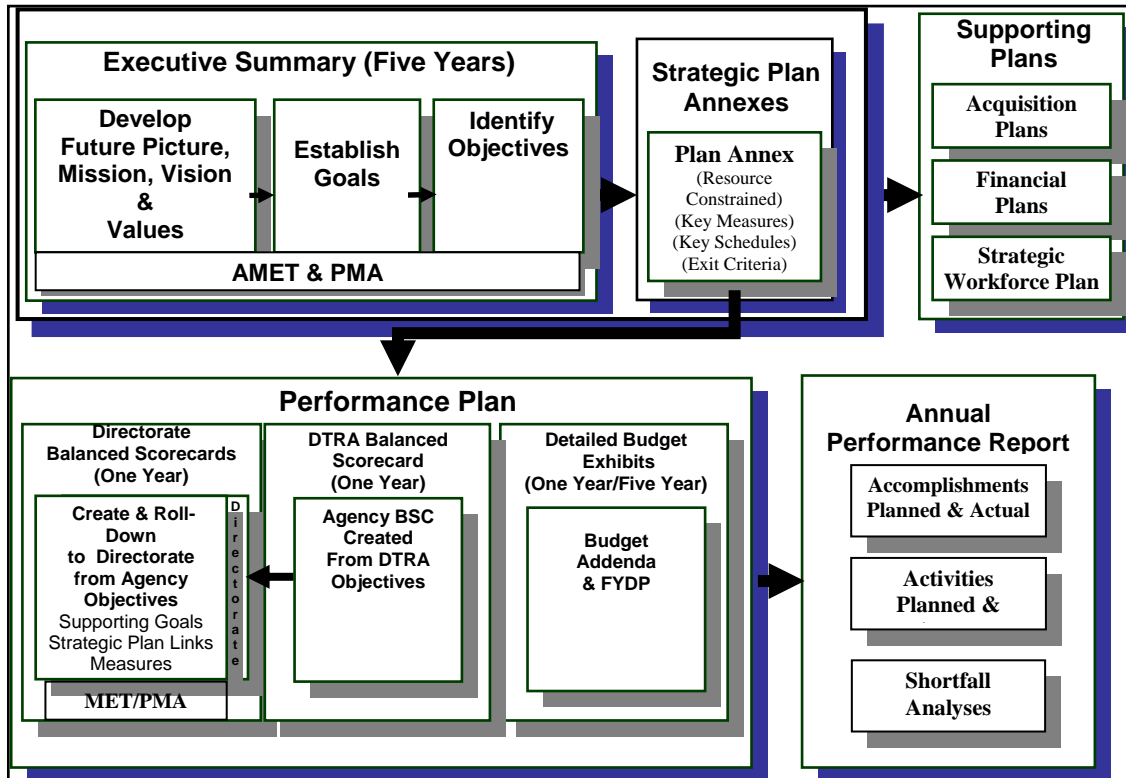 Executive Summary (Five Years)
Develop
Future Picture,
Mission, Vision
&
Values
Establish
Goals
Identify
Objectives
AMET & PMA
Strategic Plan
Annexes
Plan Annex
(Resource
Constrained)
(Key Measures)
(Key Schedules)
(Exit Criteria)
Supporting
Plans
Acquisition
Plans
Financial
Plans
Strategic
Workforce Plan
Performance Plan
Directorate
Balanced Scorecards
(One Year)
Create & Roll-
Down
to Directorate
from Agency
Objectives
Supporting Goals
Strategic Plan Links
Measures
Directorate
MET/PMA
DTRA Balanced
Scorecard
(One Year)
Agency BSC
Created
From DTRA
Objectives
Detailed Budget
Exhibits
(One Year/Five Year)
Budget
Addenda
& FYDP
Annual
Performance Report
Accomplishments
Planned & Actual
Activities
Planned &
Shortfall
Analyses